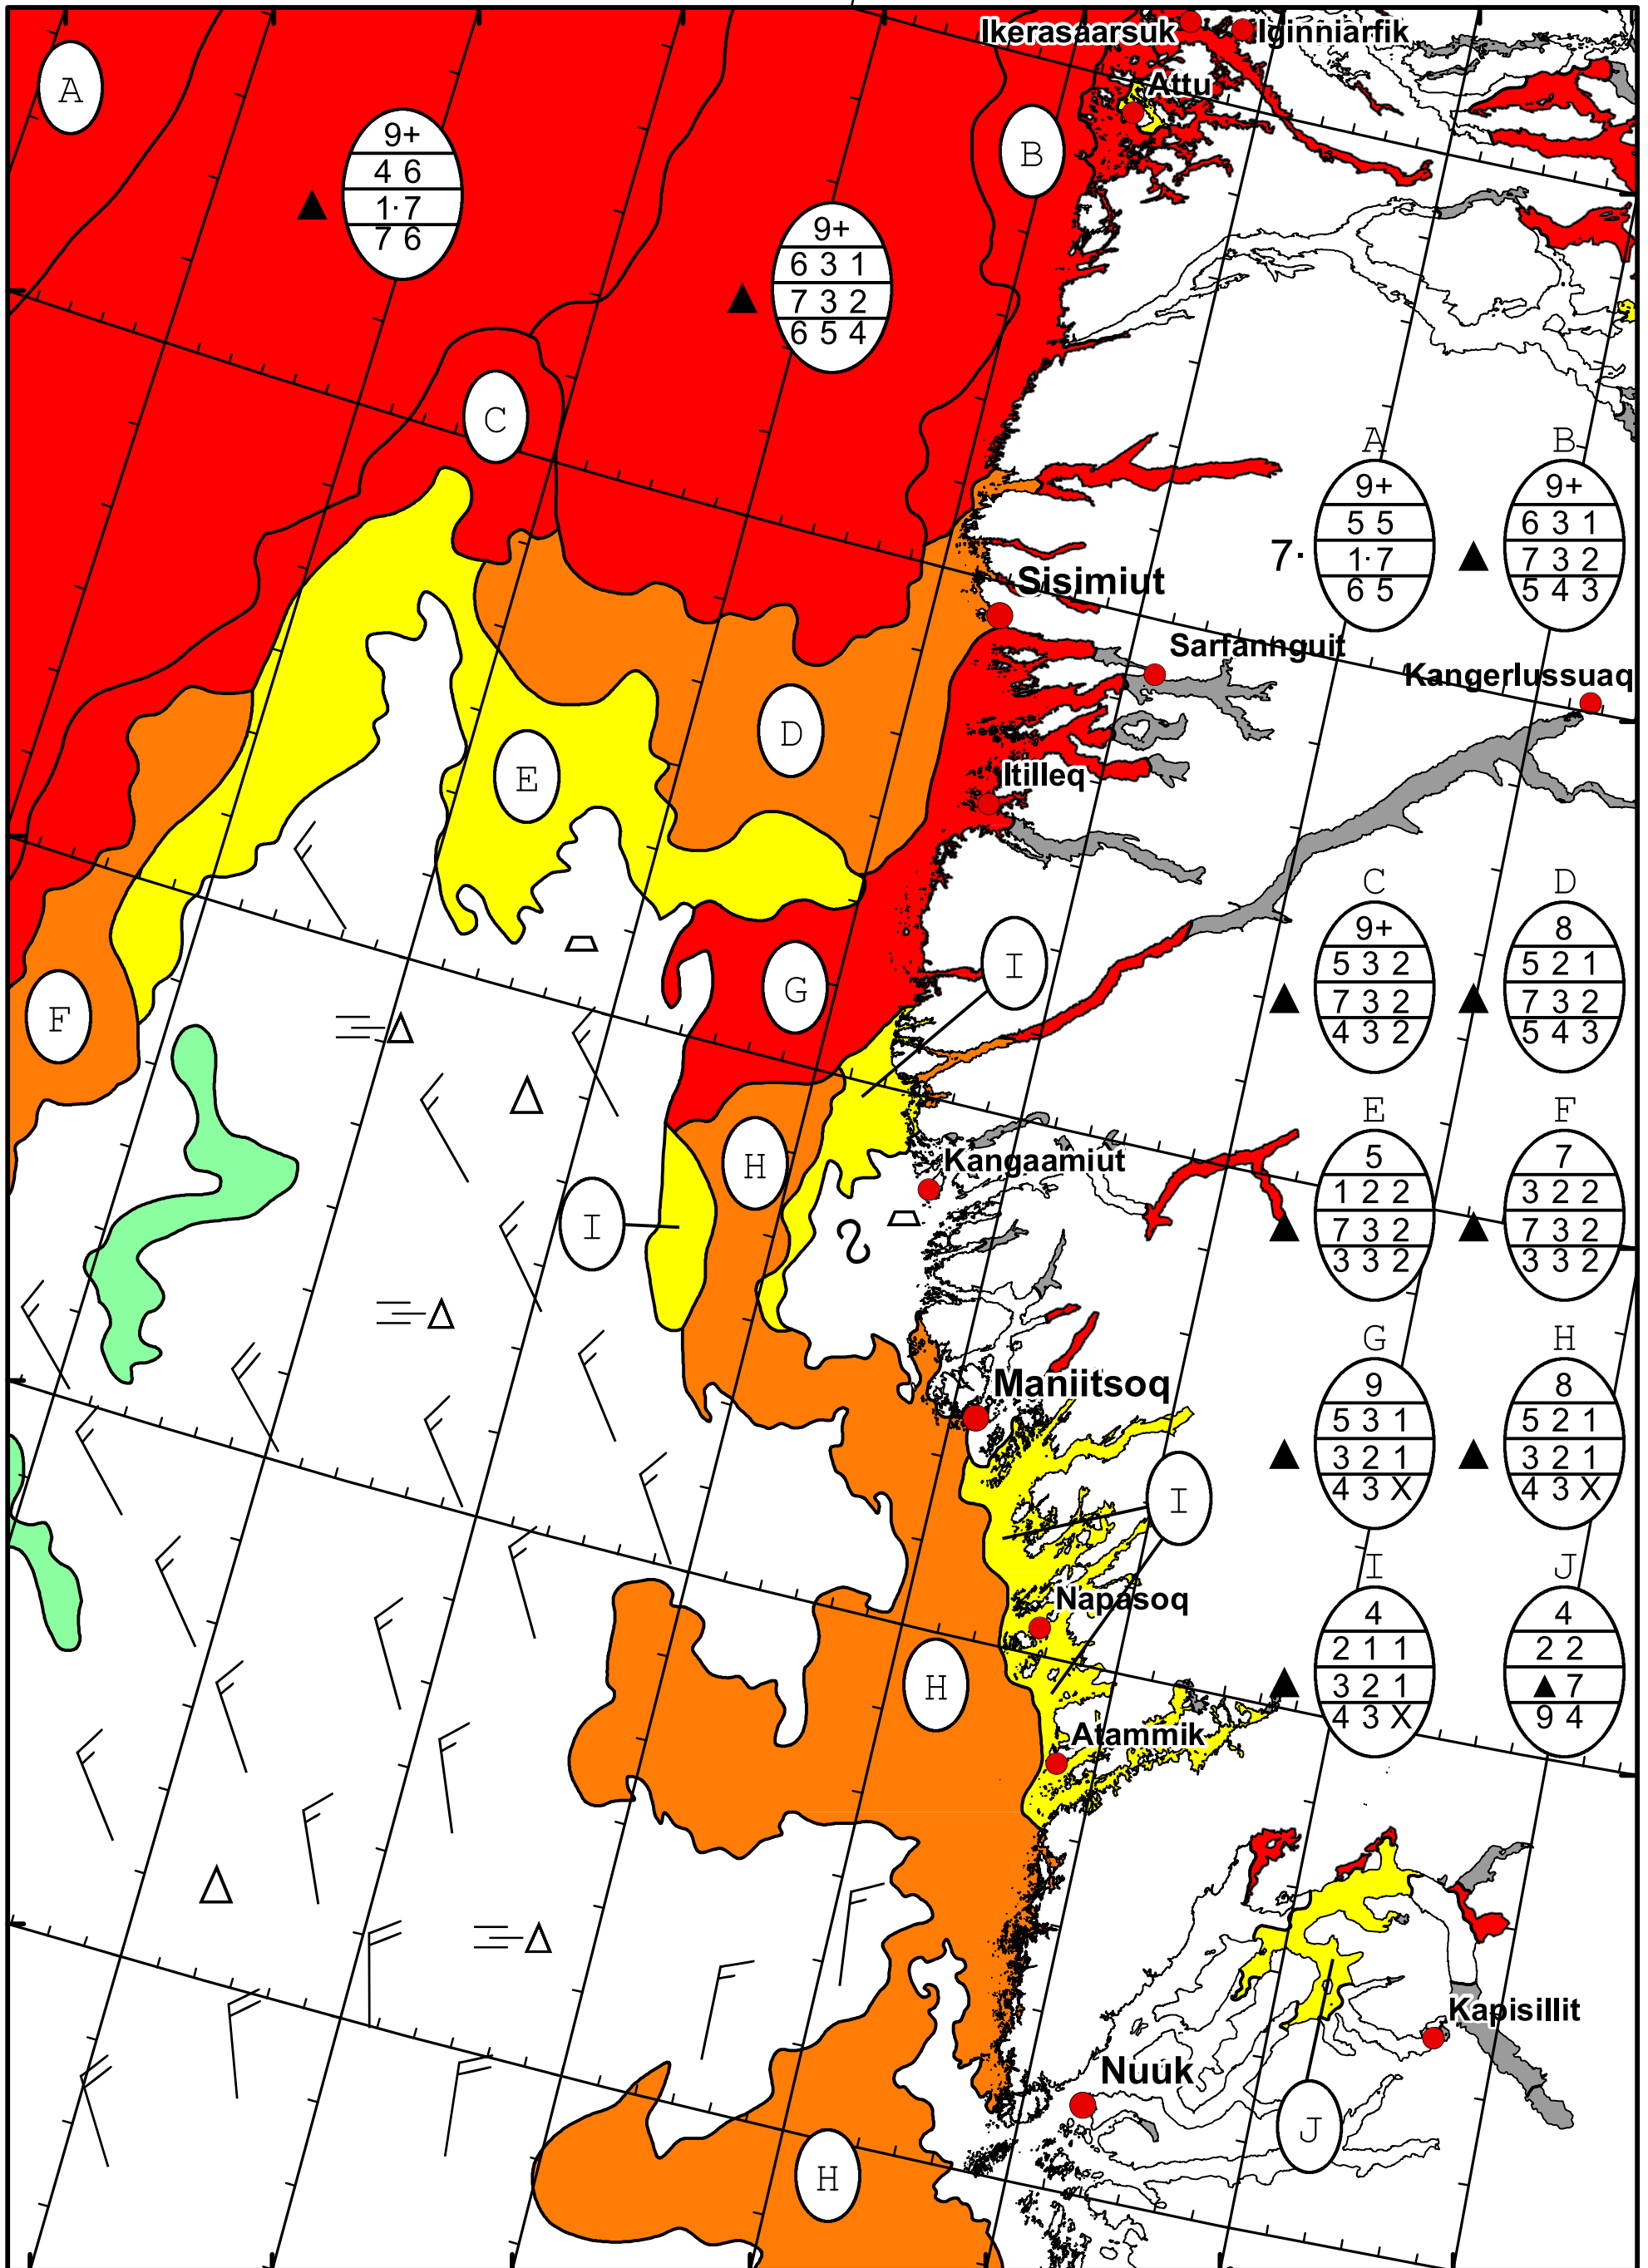 Ikerasaarsuk
Iginniarfik
A
Attu
9+
4 6
1·7
7 6
B
9+
6 3 1
7 3 2
6 5 4
C
A
9+
5 5
7·
1·7
6 5
B
9+
6 3 1
7 3 2
5 4 3
Sisimiut
Sarfannguit
Kangerlussuaq
D
E
Itilleq
C
9+
5 3 2
7 3 2
4 3 2
D
8
5 2 1
7 3 2
5 4 3
I
G
F
E
5
1 2 2
7 3 2
3 3 2
F
7
3 2 2
7 3 2
3 3 2
Kangaamiut
H
I
G
9
5 3 1
3 2 1
4 3 X
H
8
5 2 1
3 2 1
4 3 X
Maniitsoq
I
I
4
2 1 1
3 2 1
4 3 X
J
4
2 2
▲ 7
9 4
Napasoq
H
Atammik
Kapisillit
Nuuk
J
H